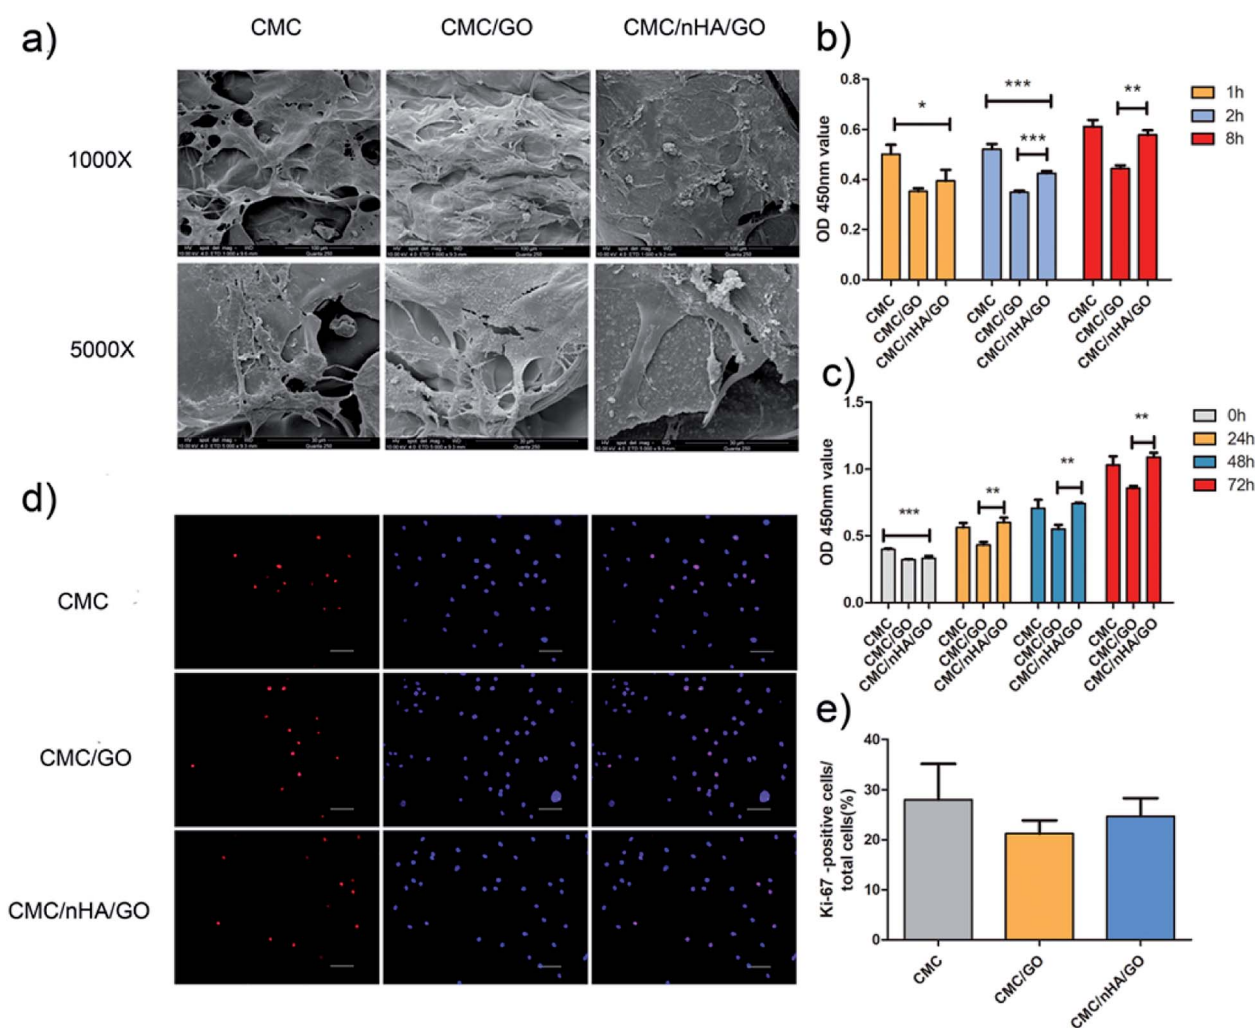 a)
CMC
CMC/GO
CMC/nHA/GO
1000X
5000X
b)
OD 450nm value
0.8
0.6
0.4
0.2
0.0
*
***
***
**
1h
2h
8h
CMC
CMC/GO
CMC/nHA/GO
CMC
CMC/GO
CMC/nHA/GO
CMC
CMC/GO
CMC/nHA/GO
c)
OD 450nm value
1.5
1.0
0.5
0.0
***
**
**
**
0h
24h
48h
72h
CMC
CMC/GO
CMC/nHA/GO
CMC
CMC/GO
CMC/nHA/GO
CMC
CMC/GO
CMC/nHA/GO
CMC
CMC/GO
CMC/nHA/GO
d)
CMC
CMC/GO
CMC/nHA/GO
e)
Ki-67 -positive cells/
total cells(%)
40
30
20
10
0
CMC
CMC/GO
CMC/nHA/GO